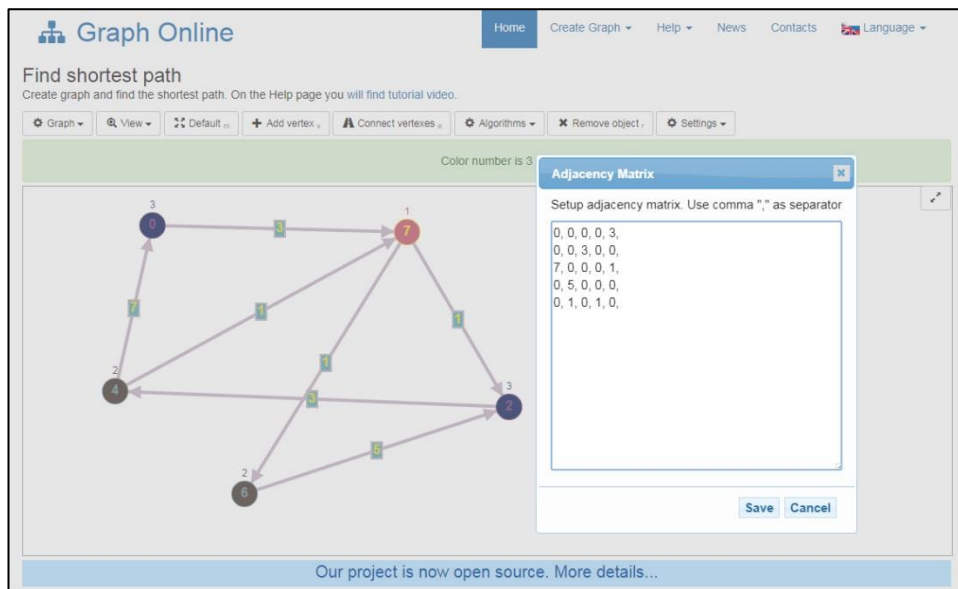 Graph Online
Home Create Graph Help News Contacts Language
Find shortest path
Create graph and find the shortest path. On the Help page you will find tutorial video.
Graph View Default m Add vertex v Connect vertexes e Algorithms Remove object r Settings
Color number is 3
Adjacency Matrix
Setup adjacency matrix. Use comma "," as separator
0, 0, 0, 0, 3,
0, 0, 3, 0, 0,
7, 0, 0, 0, 1,
0, 5, 0, 0, 0,
0, 1, 0, 1, 0,
Save Cancel
3
0
3
1
7
7
1
1
1
2
4
3
3
2
5
2
6
Our project is now open source. More details...